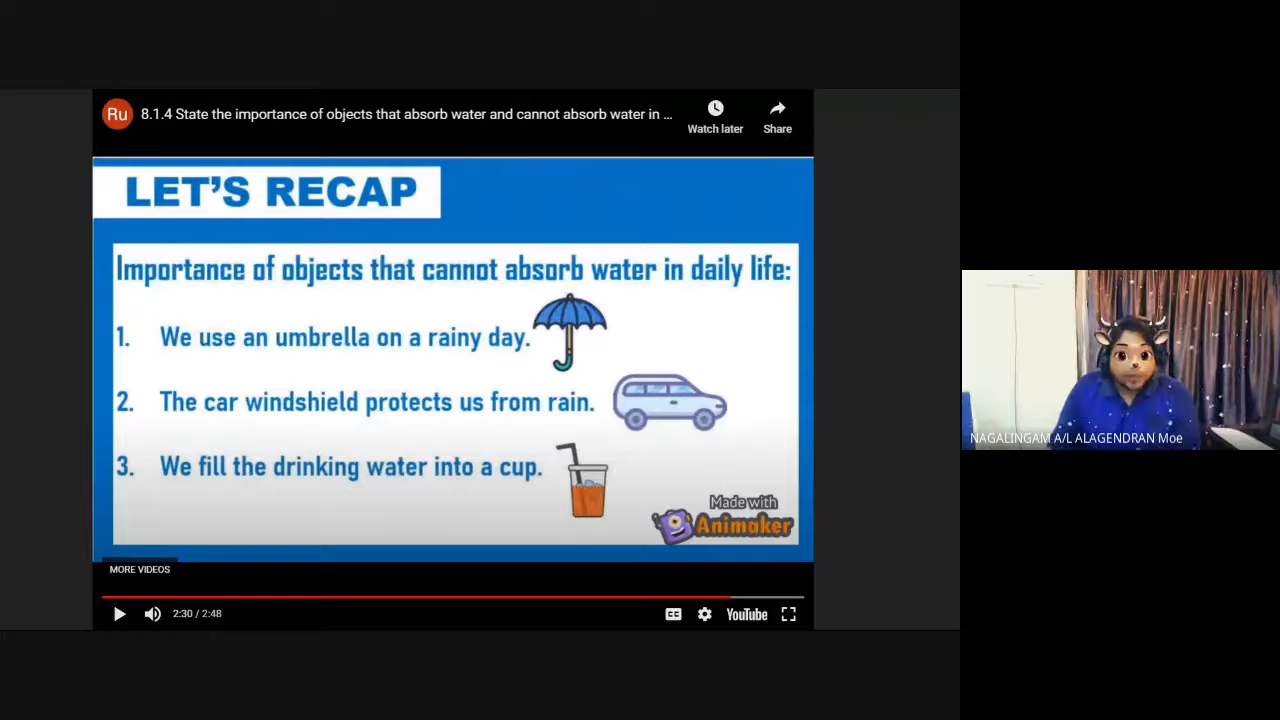 Ru
8.1.4 State the importance of objects that absorb water and cannot absorb water in ...
Watch later
Share
LET'S RECAP
Importance of objects that cannot absorb water in daily life:
1. We use an umbrella on a rainy day.
2. The car windshield protects us from rain.
3. We fill the drinking water into a cup.
Made with
Animaker
MORE VIDEOS
2:30 / 2:48
CC
YouTube
NAGALINGAM A/L ALAGENDRAN Moe